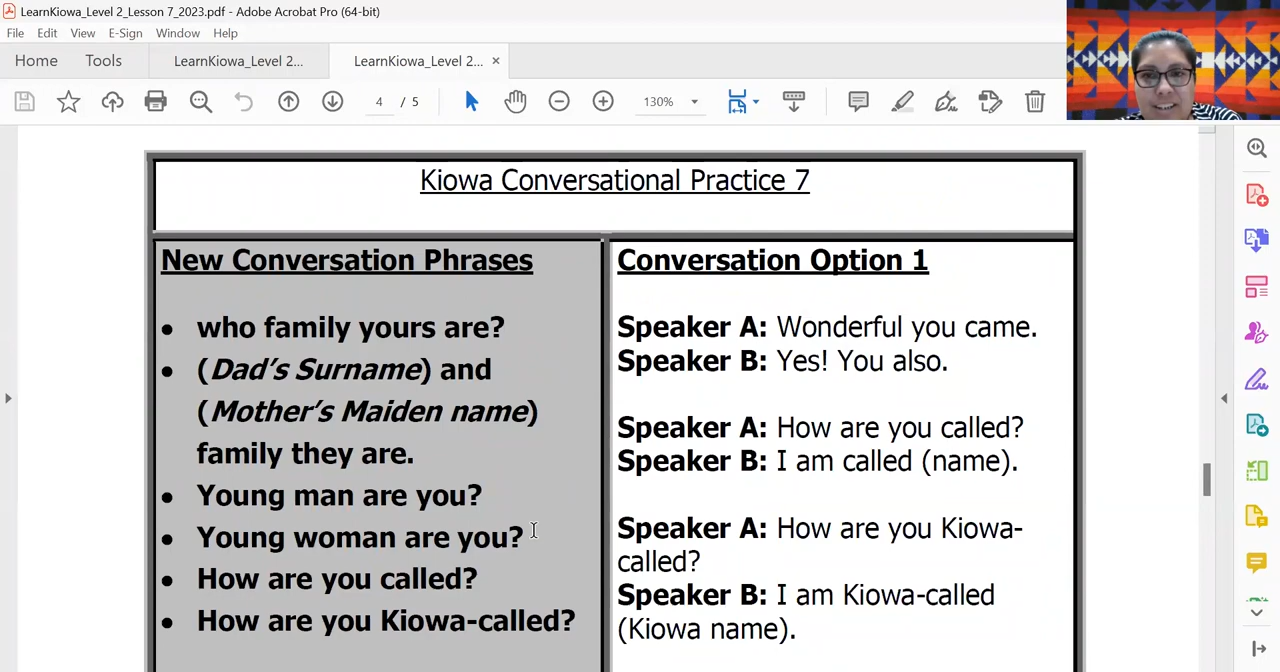 LearnKiowa_Level 2_Lesson 7_2023.pdf - Adobe Acrobat Pro (64-bit)
File Edit View E-Sign Window Help
Home Tools LearnKiowa_Level 2... LearnKiowa_Level 2... ×
4 / 5 130%
Kiowa Conversational Practice 7
New Conversation Phrases
• who family yours are?
• (Dad's Surname) and
(Mother's Maiden name)
family they are.
• Young man are you?
• Young woman are you?
• How are you called?
• How are you Kiowa-called?
Conversation Option 1
Speaker A: Wonderful you came.
Speaker B: Yes! You also.
Speaker A: How are you called?
Speaker B: I am called (name).
Speaker A: How are you Kiowa-
called?
Speaker B: I am Kiowa-called
(Kiowa name).